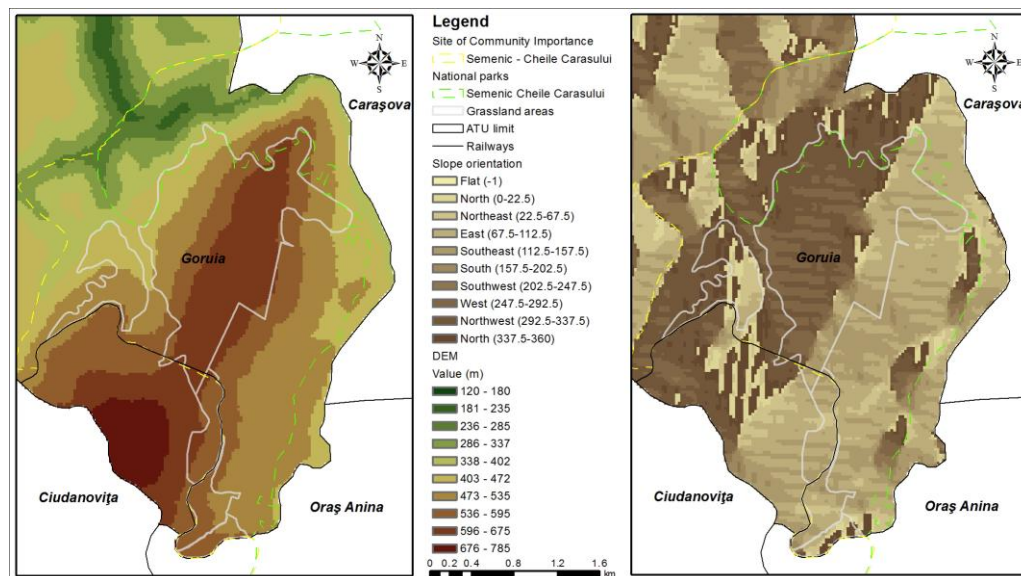 N
W E
S
Caraşova
Goruia
Ciudanoviţa
Oraş Anina
Legend
Site of Community Importance
Semenic - Cheile Carasului
National parks
Semenic Cheile Carasului
Grassland areas
ATU limit
Railways
Slope orientation
Flat (-1)
North (0-22.5)
Northeast (22.5-67.5)
East (67.5-112.5)
Southeast (112.5-157.5)
South (157.5-202.5)
Southwest (202.5-247.5)
West (247.5-292.5)
Northwest (292.5-337.5)
North (337.5-360)
DEM
Value (m)
120 - 180
181 - 235
236 - 285
286 - 337
338 - 402
403 - 472
473 - 535
536 - 595
596 - 675
676 - 785
0 0.2 0.4 0.8 1.2 1.6
km
N
W E
S
Caraşova
Goruia
Ciudanoviţa
Oraş Anina